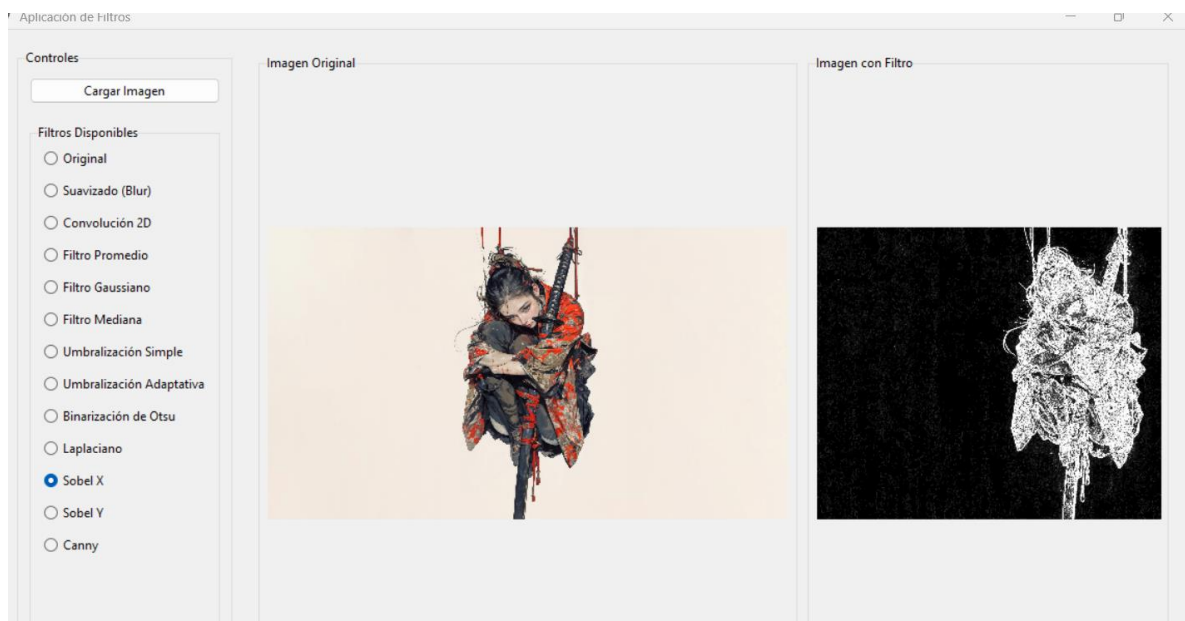 Aplicación de Filtros
Controles
Cargar Imagen
Filtros Disponibles
Original
Suavizado (Blur)
Convolución 2D
Filtro Promedio
Filtro Gaussiano
Filtro Mediana
Umbralización Simple
Umbralización Adaptativa
Binarización de Otsu
Laplaciano
Sobel X
Sobel Y
Canny
Imagen Original
Imagen con Filtro